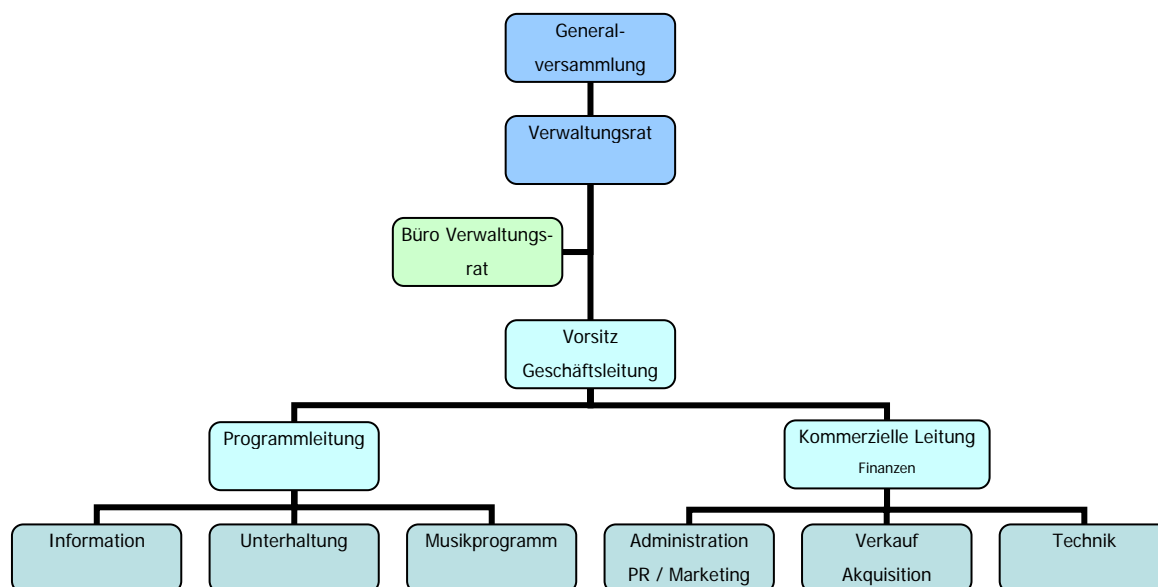 General-
versammlung
Verwaltungsrat
Büro Verwaltungs-
rat
Vorsitz
Geschäftsleitung
Programmleitung
Kommerzielle Leitung
Finanzen
Information
Unterhaltung
Musikprogramm
Administration
PR / Marketing
Verkauf
Akquisition
Technik